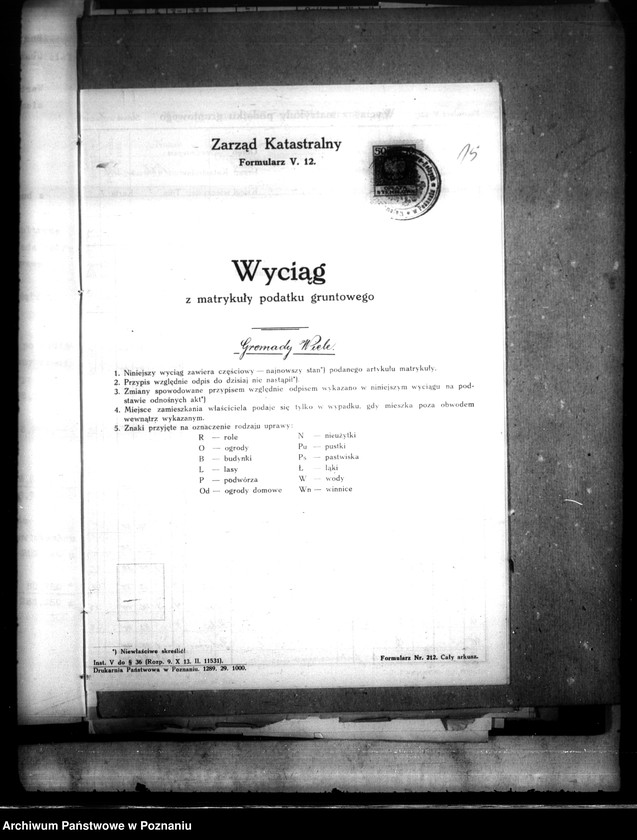 Zarząd Katastralny
Formularz V. 12.
15
50
Wyciąg
z matrykuły podatku gruntowego
Gromady Wiele.
1. Niniejszy wyciąg zawiera częściowy — najnowszy stan*) podanego artykułu matrykuły.
2. Przypis względnie odpis do dzisiaj nie nastąpił*)
3. Zmiany spowodowane przypisem względnie odpisem wykazano w niniejszym wyciągu na pod-
stawie odnośnych akt*)
4. Miejsce zamieszkania właściciela podaje się tylko w wypadku, gdy mieszka poza obwodem
wewnątrz wykazanym.
5. Znaki przyjęte na oznaczenie rodzaju uprawy:
R — role N — nieużytki
O — ogrody Pu — pustki
B — budynki Ps — pastwiska
L — lasy Ł — łąki
P — podwórza W — wody
Od — ogrody domowe Wn — winnice
*) Niewłaściwe skreślić!
Inst. V do § 36 (Rozp. 9. X 13. II. 11531).
Drukarnia Państwowa w Poznaniu. 1289. 29. 1000.
Formularz Nr. 212. Cały arkusz.
Archiwum Państwowe w Poznaniu